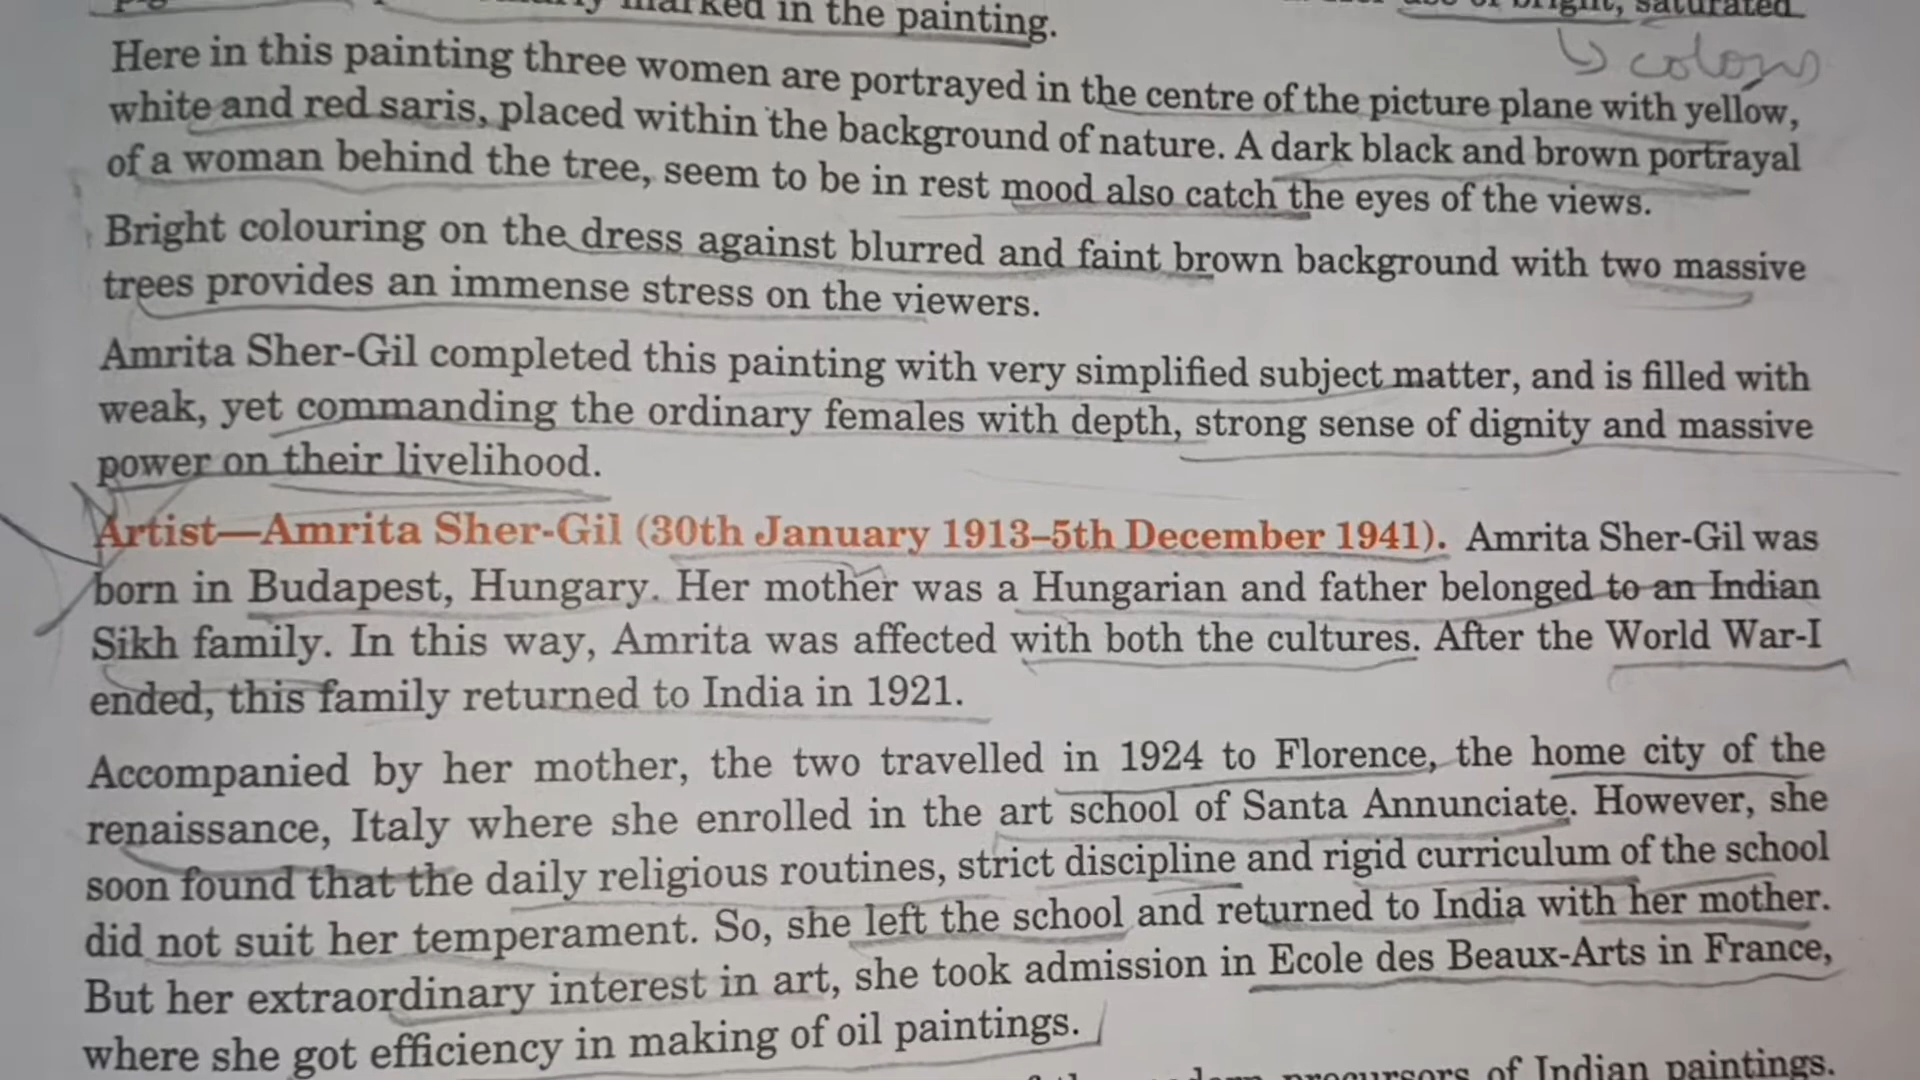 marked in the painting.
bright, saturated
colors
Here in this painting three women are portrayed in the centre of the picture plane with yellow,
white and red saris, placed within the background of nature. A dark black and brown portrayal
of a woman behind the tree, seem to be in rest mood also catch the eyes of the views.
Bright colouring on the dress against blurred and faint brown background with two massive
trees provides an immense stress on the viewers.
Amrita Sher-Gil completed this painting with very simplified subject matter, and is filled with
weak, yet commanding the ordinary females with depth, strong sense of dignity and massive
power on their livelihood.
Artist—Amrita Sher-Gil (30th January 1913–5th December 1941). Amrita Sher-Gil was
born in Budapest, Hungary. Her mother was a Hungarian and father belonged to an Indian
Sikh family. In this way, Amrita was affected with both the cultures. After the World War-I
ended, this family returned to India in 1921.
Accompanied by her mother, the two travelled in 1924 to Florence, the home city of the
renaissance, Italy where she enrolled in the art school of Santa Annunciate. However, she
soon found that the daily religious routines, strict discipline and rigid curriculum of the school
did not suit her temperament. So, she left the school and returned to India with her mother.
But her extraordinary interest in art, she took admission in Ecole des Beaux-Arts in France,
where she got efficiency in making of oil paintings.
precursors of Indian paintings.